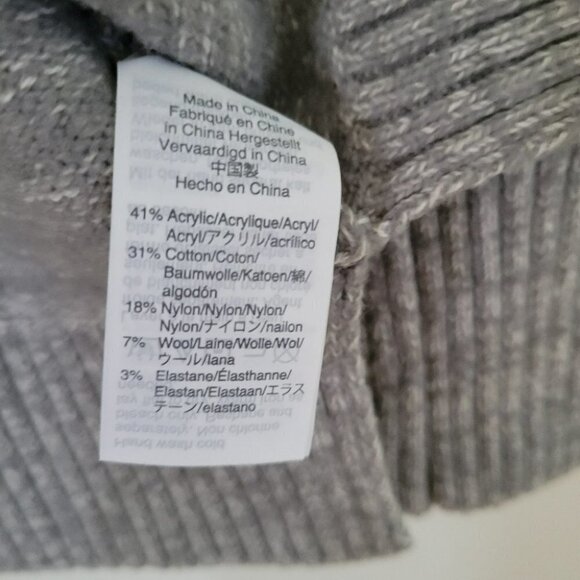 Made in China
Fabriqué en Chine
in China Hergestellt
Vervaardigd in China
中国製
Hecho en China
41% Acrylic/Acrylique/Acryl/
Acryl/アクリル/acrílico
31% Cotton/Coton/
Baumwolle/Katoen/綿/
algodón
18% Nylon/Nylon/Nylon/
Nylon/ナイロン/nailon
7% Wool/Laine/Wolle/Wol/
ウール/lana
3% Elastane/Élasthanne/
Elastan/Elastaan/エラス
テーン/elastano